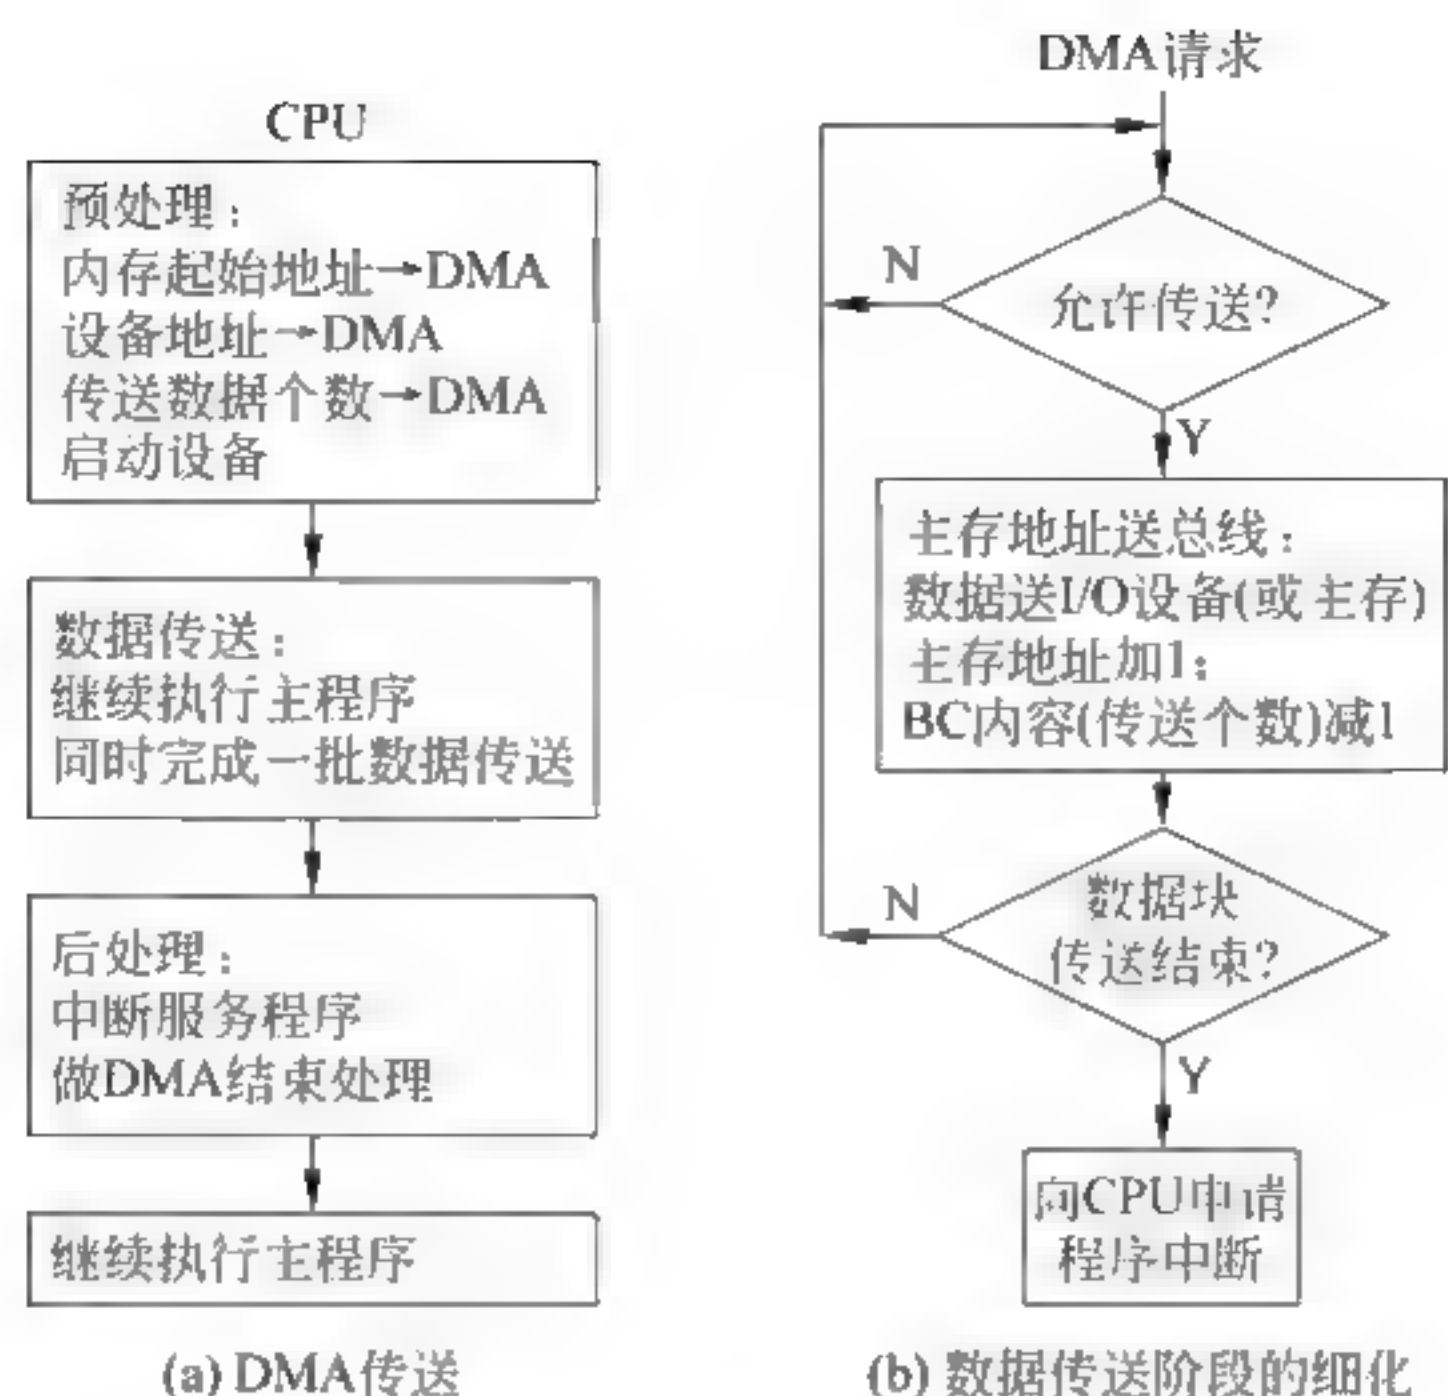 CPU
预处理：
内存起始地址→DMA
设备地址→DMA
传送数据个数→DMA
启动设备
数据传送：
继续执行主程序
同时完成一批数据传送
后处理：
中断服务程序
做DMA结束处理
继续执行主程序
(a) DMA传送
DMA请求
允许传送?
N
Y
主存地址送总线：
数据送I/O设备(或主存)
主存地址加1；
BC内容(传送个数)减1
数据块
传送结束?
N
Y
向CPU申请
程序中断
(b) 数据传送阶段的细化